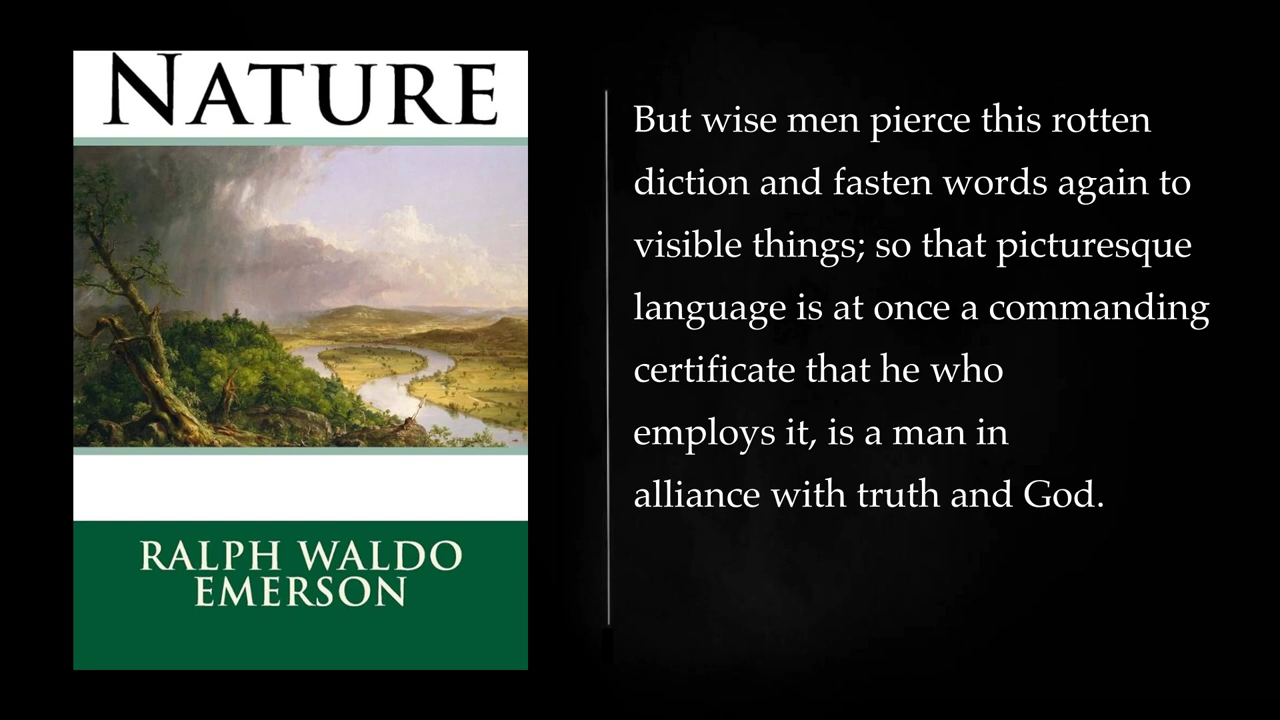 NATURE
RALPH WALDO
EMERSON
But wise men pierce this rotten
diction and fasten words again to
visible things; so that picturesque
language is at once a commanding
certificate that he who
employs it, is a man in
alliance with truth and God.